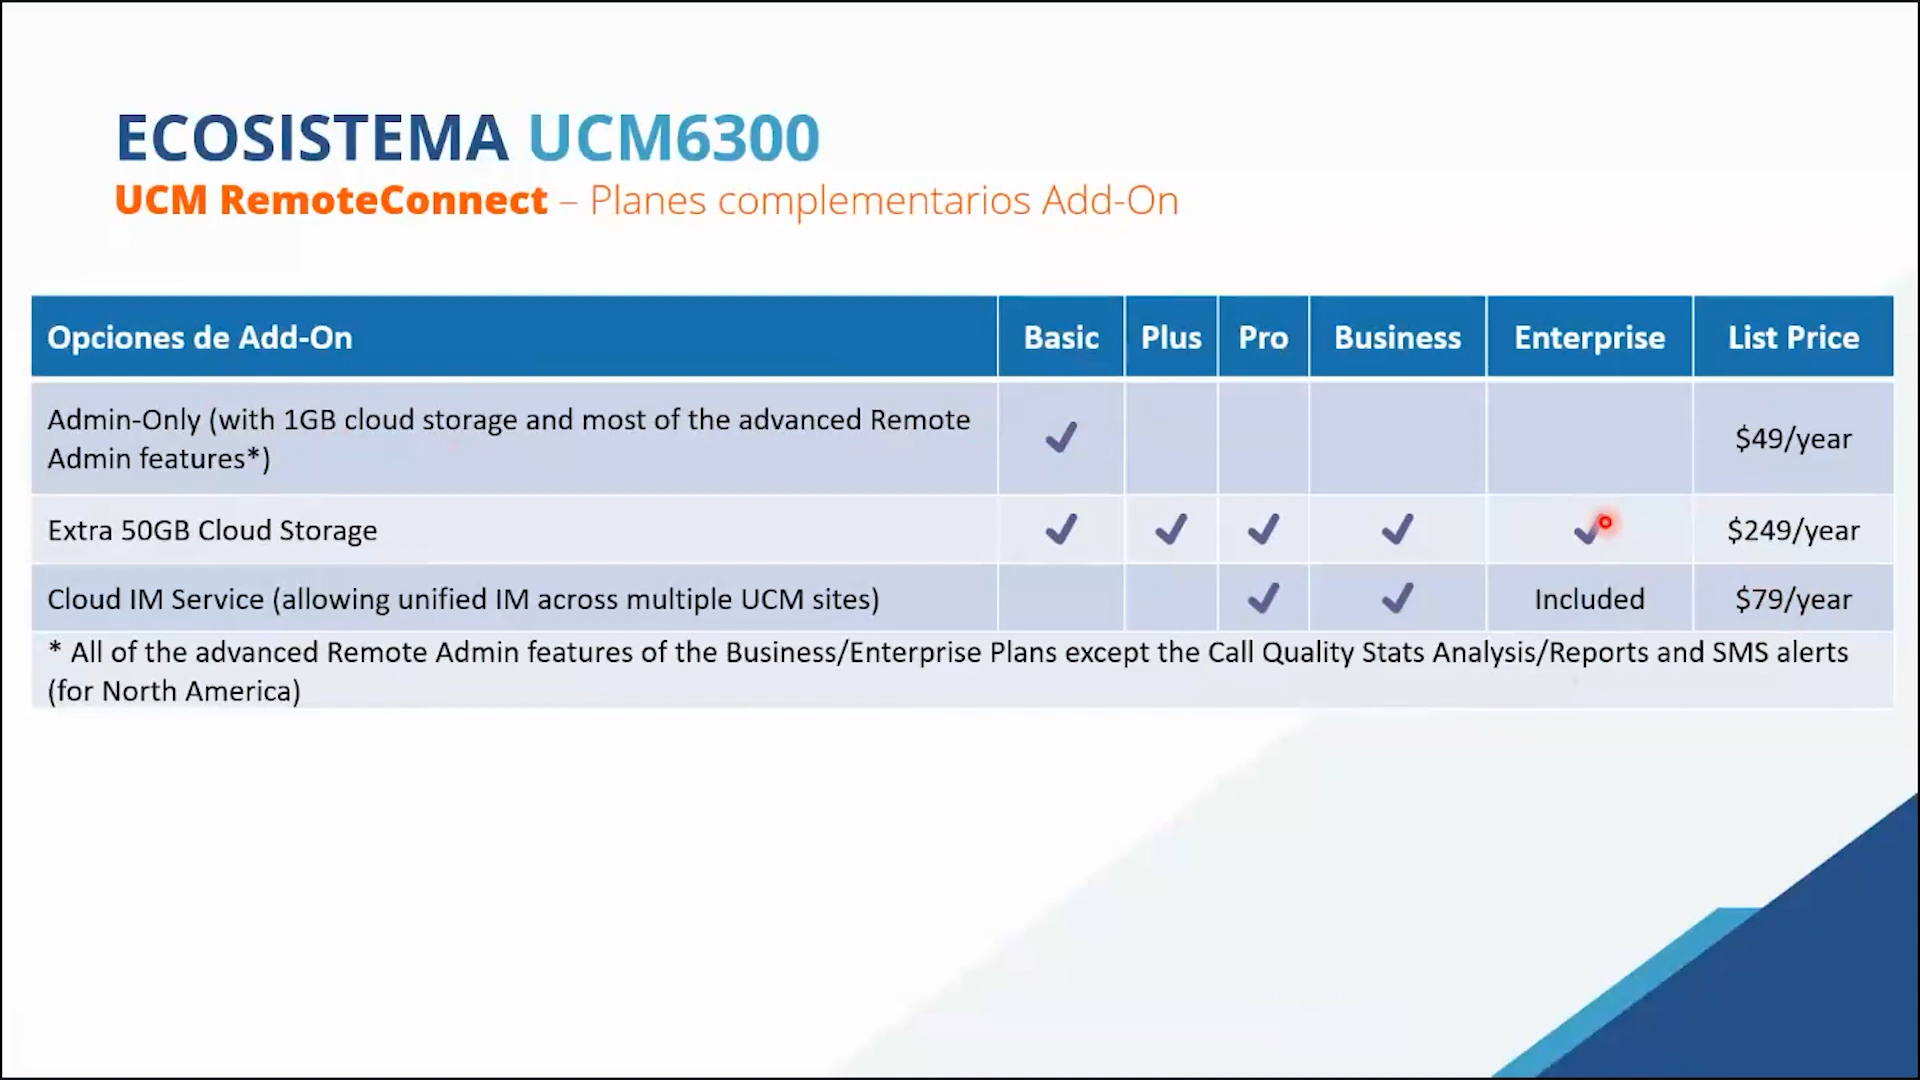 ECOSISTEMA UCM6300
UCM RemoteConnect – Planes complementarios Add-On
Opciones de Add-On Basic Plus Pro Business Enterprise List Price
Admin-Only (with 1GB cloud storage and most of the advanced Remote
Admin features*) $49/year
Extra 50GB Cloud Storage $249/year
Cloud IM Service (allowing unified IM across multiple UCM sites) Included $79/year
* All of the advanced Remote Admin features of the Business/Enterprise Plans except the Call Quality Stats Analysis/Reports and SMS alerts
(for North America)